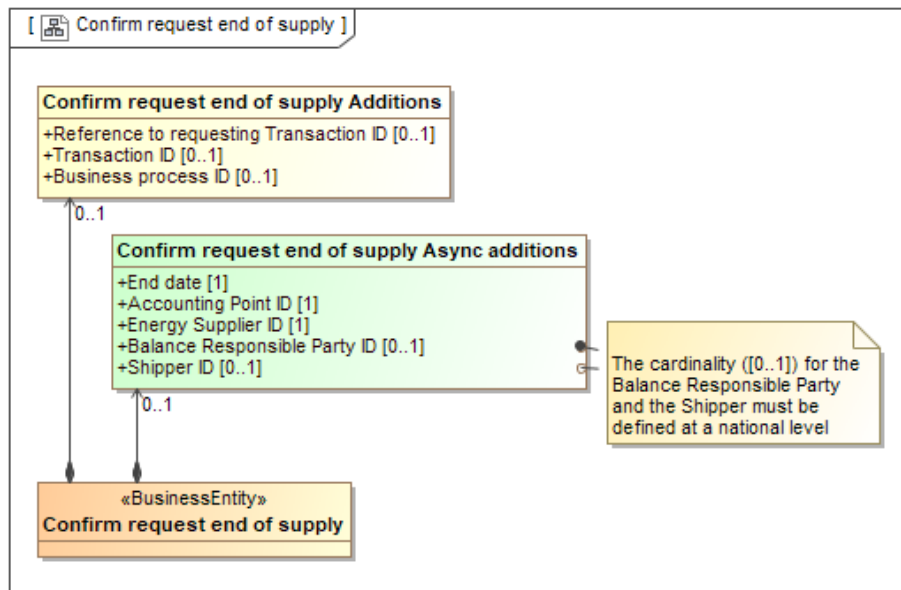 [ Confirm request end of supply ]
Confirm request end of supply Additions
+Reference to requesting Transaction ID [0..1]
+Transaction ID [0..1]
+Business process ID [0..1]
0..1
Confirm request end of supply Async additions
+End date [1]
+Accounting Point ID [1]
+Energy Supplier ID [1]
+Balance Responsible Party ID [0..1]
+Shipper ID [0..1]
The cardinality ([0..1]) for the
Balance Responsible Party
and the Shipper must be
defined at a national level
0..1
«BusinessEntity»
Confirm request end of supply